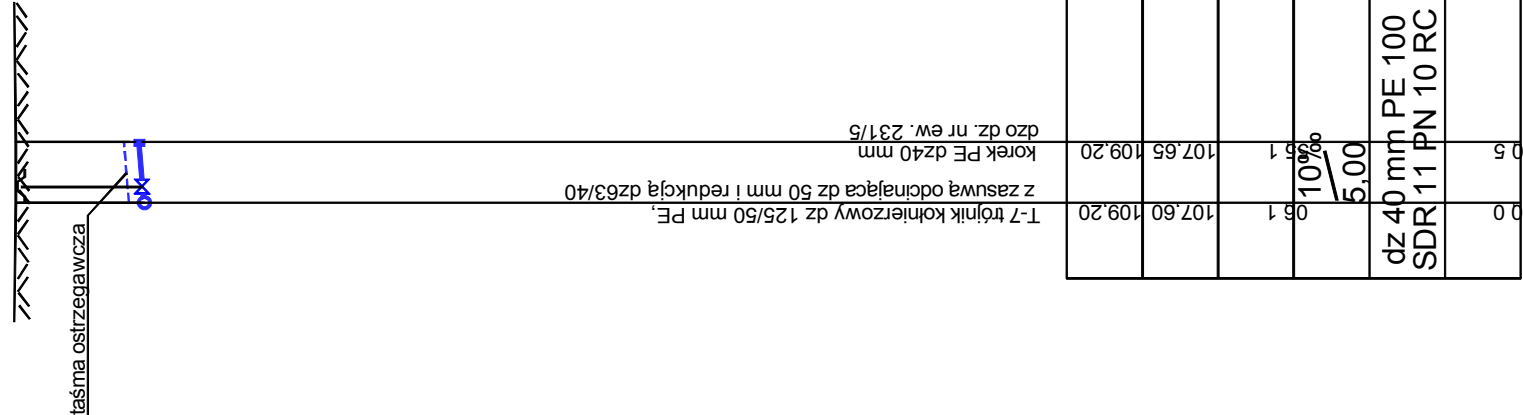 T-7 trójnik kołnierzowy dz 125/50 mm PE,
z zasuwą odcinającą dz 50 mm i redukcją dz63/40
korek PE dz40 mm
dzo dz. nr ew. 231/5
taśma ostrzegawcza
109,20
109,20
107,60
107,65
10‰
5,00
dz 40 mm PE 100
SDR 11 PN 10 RC
0 0